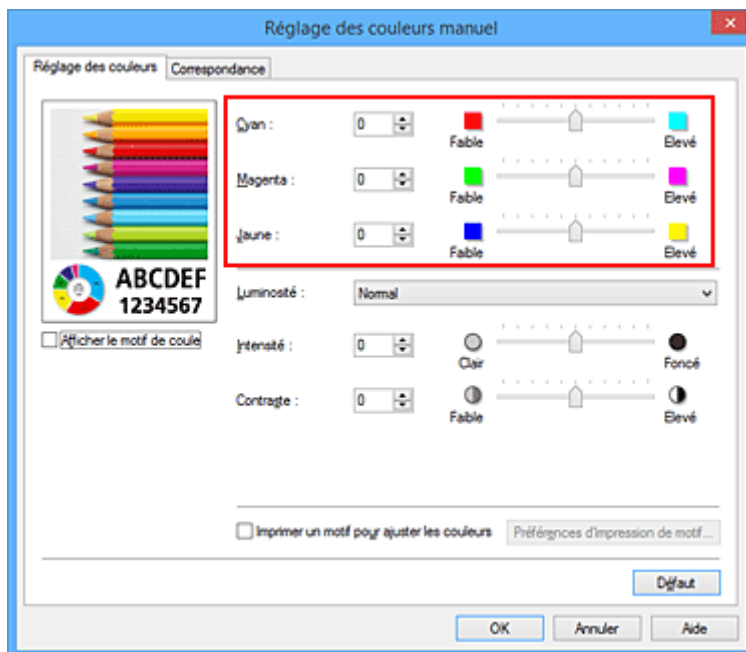 Réglage des couleurs manuel
Réglage des couleurs Correspondance
Cyan : 0 Faible Elevé
Magenta : 0 Faible Elevé
Jaune : 0 Faible Elevé
ABCDEF
1234567
Afficher le motif de coule
Luminosité : Normal
Intensité : 0 Clair Foncé
Contraste : 0 Faible Elevé
Imprimer un motif pour ajuster les couleurs Préférences d'impression de motif...
Défaut
OK Annuler Aide